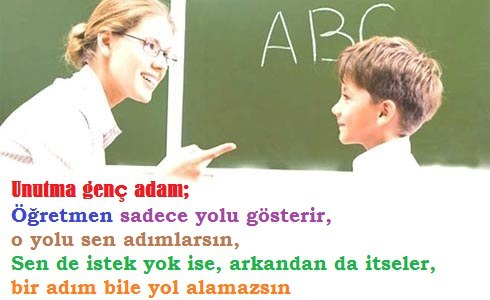 ABC
Unutma genç adam;
Öğretmen sadece yolu gösterir,
o yolu sen adımlarsın,
Sen de istek yok ise, arkandan da itseler,
bir adım bile yol alamazsın